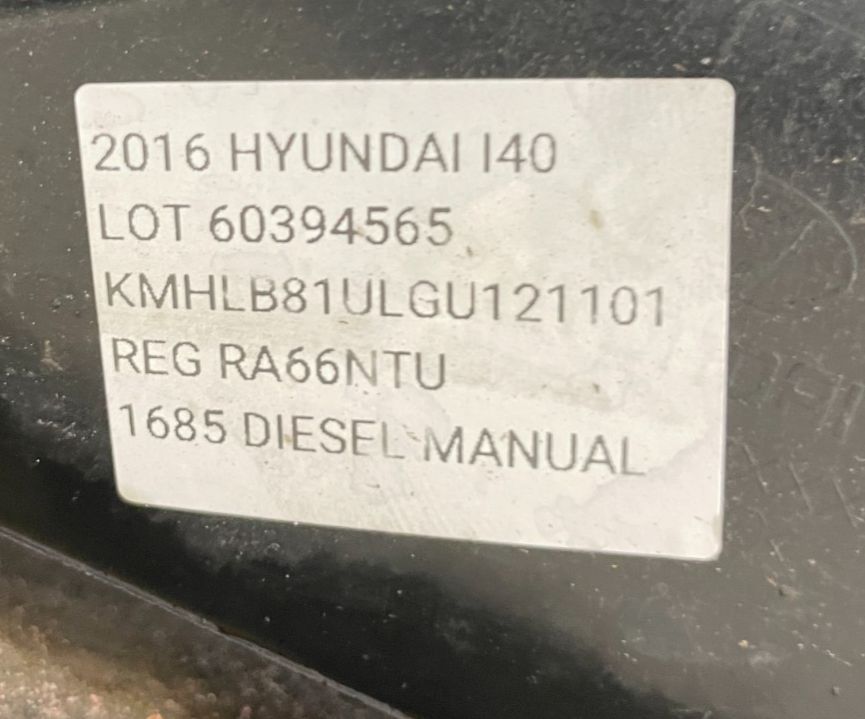 2016 HYUNDAI I40
LOT 60394565
KMHLB81ULGU121101
REG RA66NTU
1685 DIESEL MANUAL